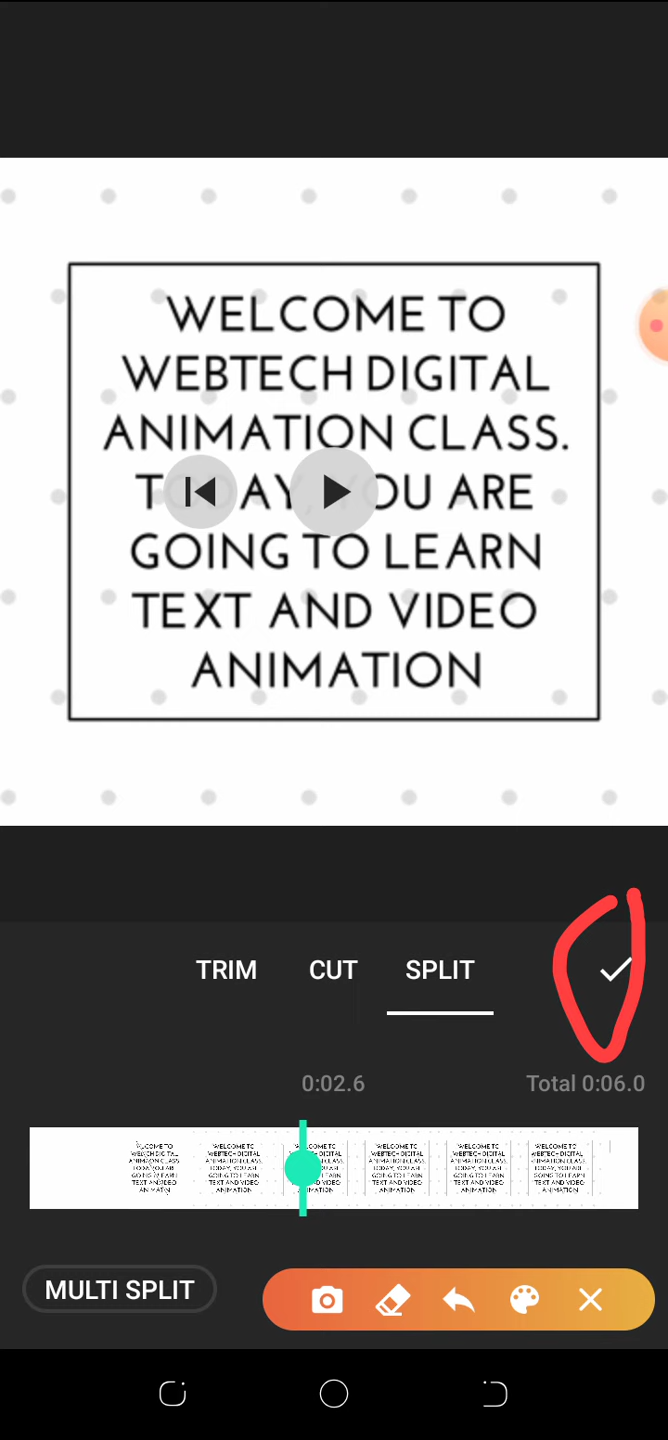 WELCOME TO
WEBTECH DIGITAL
ANIMATION CLASS.
TODAY, YOU ARE
GOING TO LEARN
TEXT AND VIDEO
ANIMATION
TRIM CUT SPLIT
0:02.6 Total 0:06.0
MULTI SPLIT